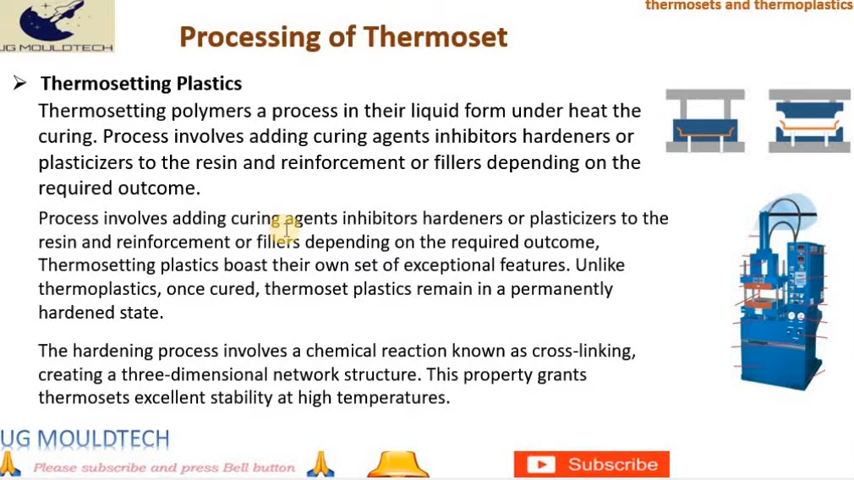 thermosets and thermoplastics
UG MOULDTECH
Processing of Thermoset
Thermosetting Plastics
Thermosetting polymers a process in their liquid form under heat the
curing. Process involves adding curing agents inhibitors hardeners or
plasticizers to the resin and reinforcement or fillers depending on the
required outcome.
Process involves adding curing agents inhibitors hardeners or plasticizers to the
resin and reinforcement or fillers depending on the required outcome,
Thermosetting plastics boast their own set of exceptional features. Unlike
thermoplastics, once cured, thermoset plastics remain in a permanently
hardened state.
The hardening process involves a chemical reaction known as cross-linking,
creating a three-dimensional network structure. This property grants
thermosets excellent stability at high temperatures.
UG MOULDTECH
Please subscribe and press Bell button
Subscribe